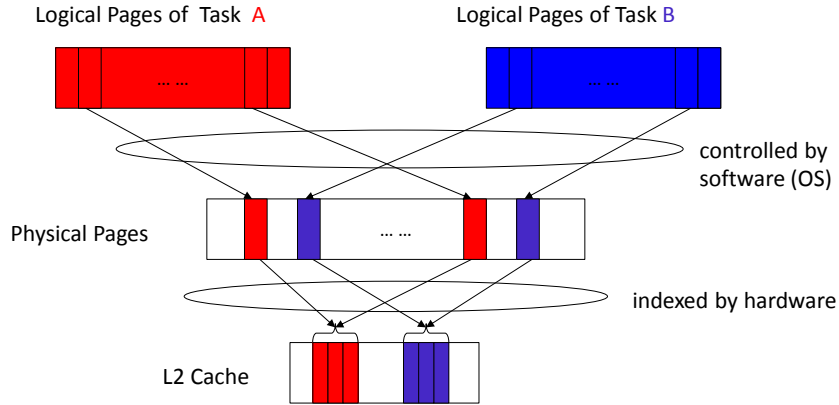 Logical Pages of Task A
Logical Pages of Task B
... ...
... ...
controlled by
software (OS)
Physical Pages
... ...
indexed by hardware
L2 Cache